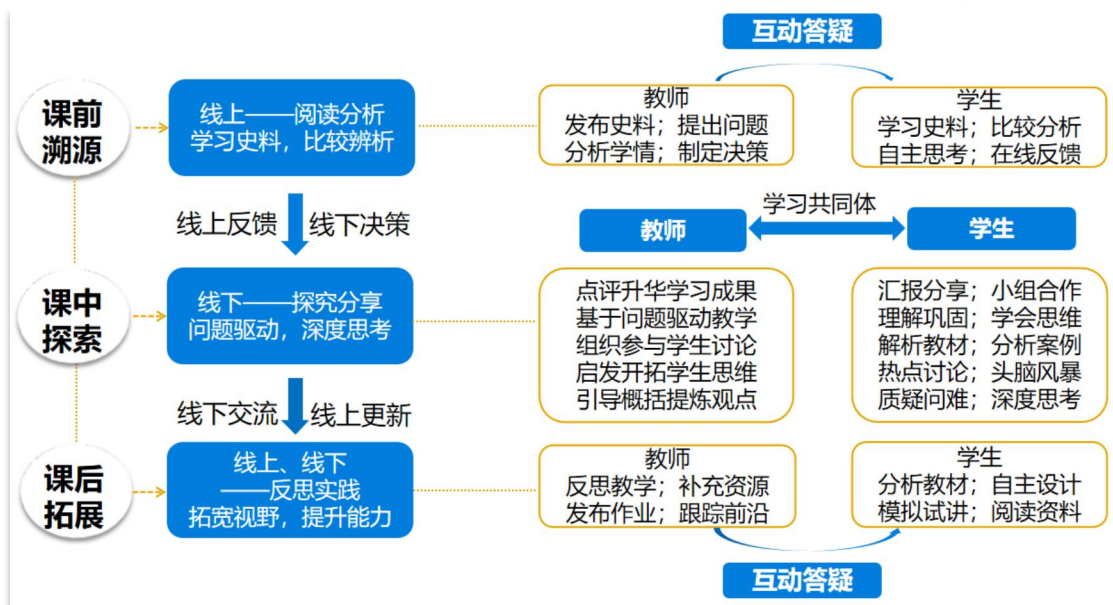 互动答疑
课前
溯源
线上——阅读分析
学习史料，比较辨析
教师
发布史料；提出问题
分析学情；制定决策
学生
学习史料；比较分析
自主思考；在线反馈
线上反馈
线下决策
学习共同体
教师
学生
课中
探索
线下——探究分享
问题驱动，深度思考
点评升华学习成果
基于问题驱动教学
组织参与学生讨论
启发开拓学生思维
引导概括提炼观点
汇报分享；小组合作
理解巩固；学会思维
解析教材；分析案例
热点讨论；头脑风暴
质疑问难；深度思考
线下交流
线上更新
课后
拓展
线上、线下
——反思实践
拓宽视野，提升能力
教师
反思教学；补充资源
发布作业；跟踪前沿
学生
分析教材；自主设计
模拟试讲；阅读资料
互动答疑